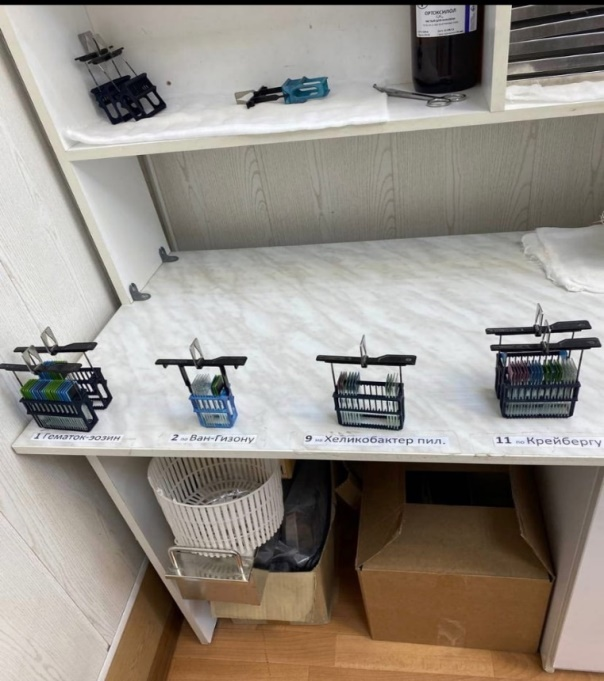 1 Гематок-эозин
2 по Ван-Гизону
9 по Хеликобактер пил.
11 по Крейбергу